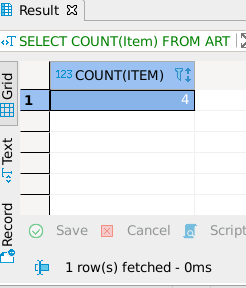 Result
SELECT COUNT(Item) FROM ART
Grid
123 COUNT(ITEM)
1 4
Text
Record
Save Cancel Script
1 row(s) fetched - 0ms